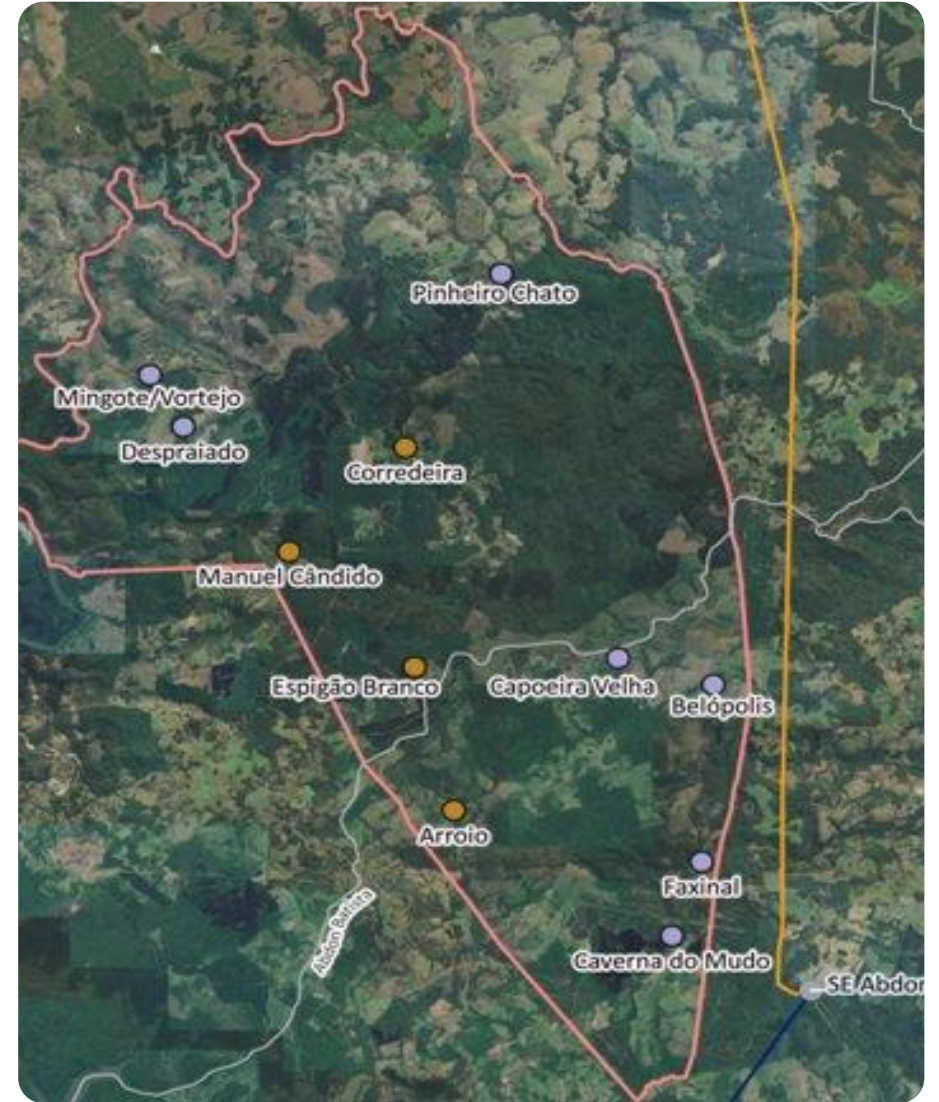 Pinheiro Chato
Mingote/Vortejo
Despraiado
Corredeira
Manuel Cândido
Espigão Branco
Capoeira Velha
Belópolis
Arroio
Faxinal
Abdon Batista
Caverna do Mudo
SE Abdon